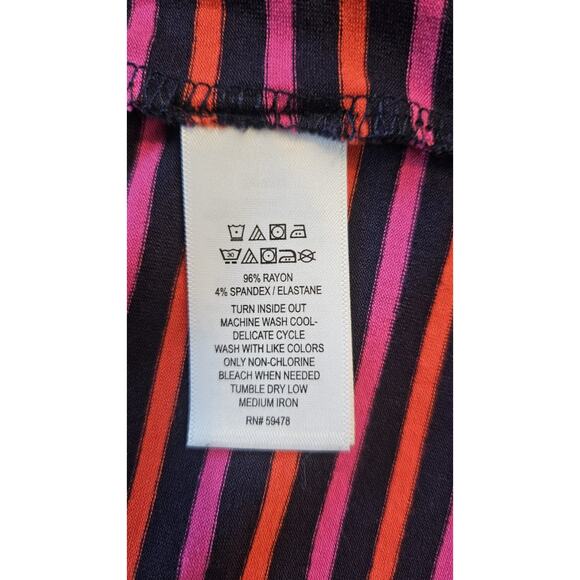 30
96% RAYON
4% SPANDEX / ELASTANE
TURN INSIDE OUT
MACHINE WASH COOL-
DELICATE CYCLE
WASH WITH LIKE COLORS
ONLY NON-CHLORINE
BLEACH WHEN NEEDED
TUMBLE DRY LOW
MEDIUM IRON
RN# 59478